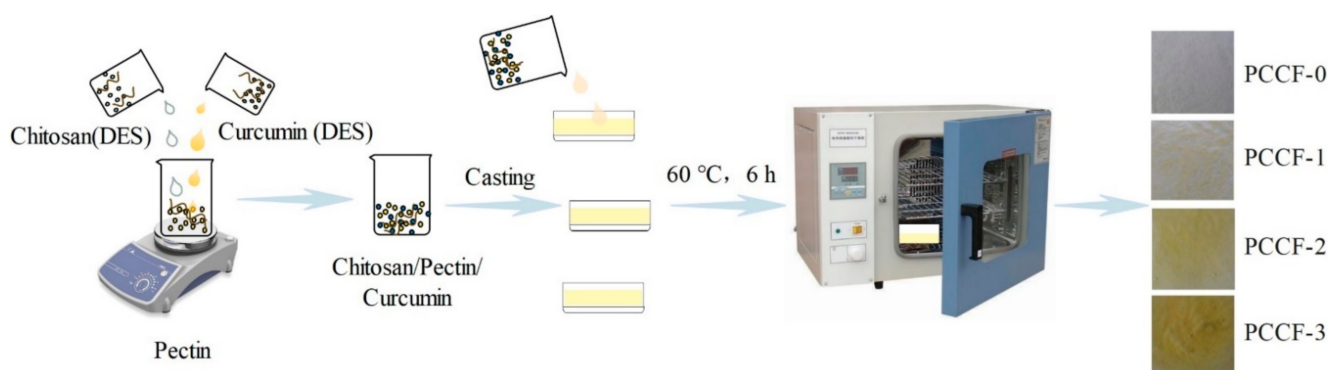 Chitosan(DES)
Curcumin (DES)
Pectin
Chitosan/Pectin/
Curcumin
Casting
60 °C, 6 h
PCCF-0
PCCF-1
PCCF-2
PCCF-3